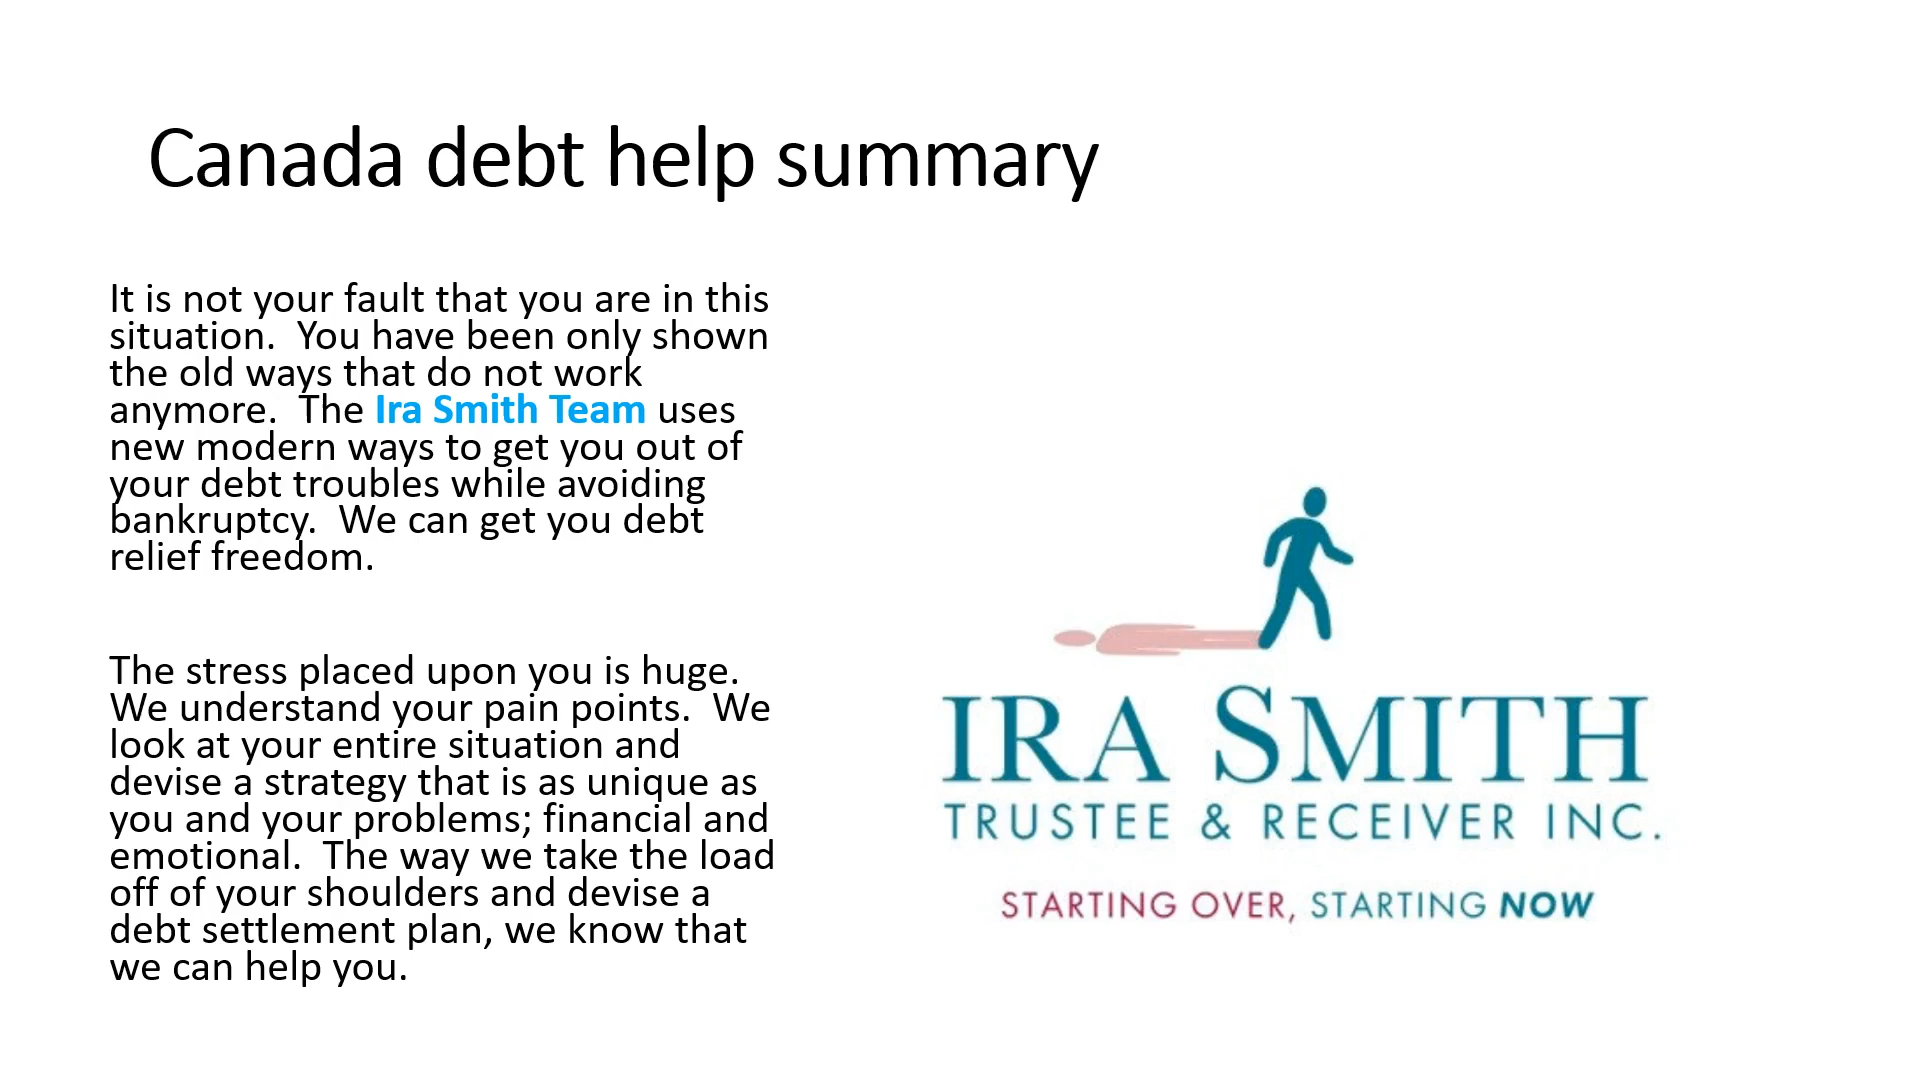 Canada debt help summary
It is not your fault that you are in this
situation.  You have been only shown
the old ways that do not work
anymore.  The Ira Smith Team uses
new modern ways to get you out of
your debt troubles while avoiding
bankruptcy.  We can get you debt
relief freedom.
The stress placed upon you is huge.
We understand your pain points.  We
look at your entire situation and
devise a strategy that is as unique as
you and your problems; financial and
emotional.  The way we take the load
off of your shoulders and devise a
debt settlement plan, we know that
we can help you.
IRA SMITH
TRUSTEE & RECEIVER INC.
STARTING OVER, STARTING NOW